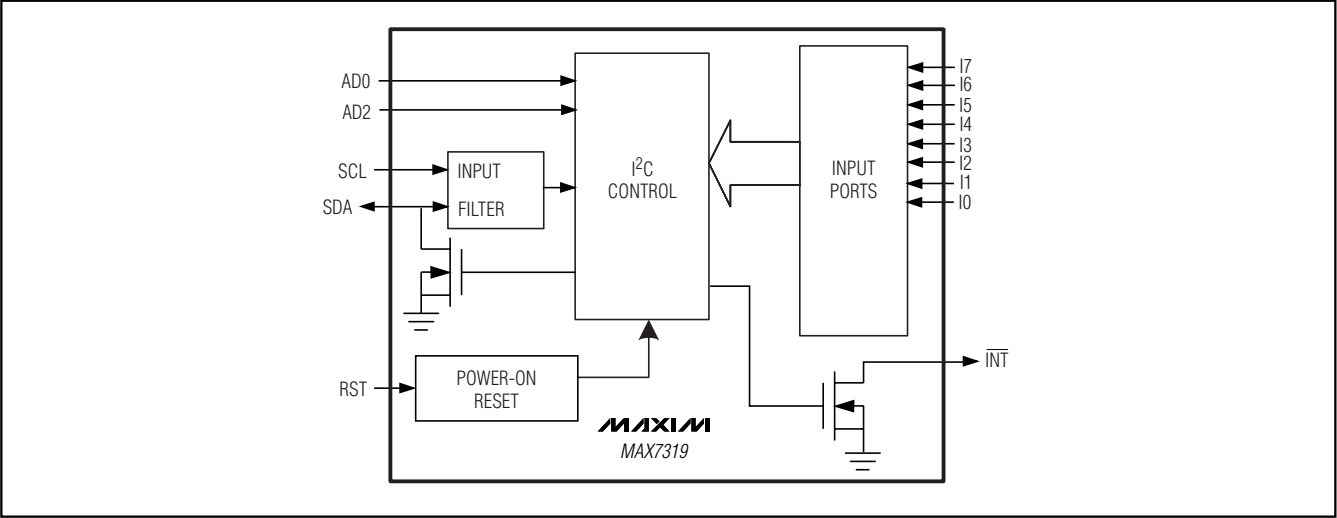 AD0
AD2
SCL
SDA
RST
INPUT
FILTER
I²C
CONTROL
POWER-ON
RESET
INPUT
PORTS
I7
I6
I5
I4
I3
I2
I1
I0
INT
MAXIM
MAX7319